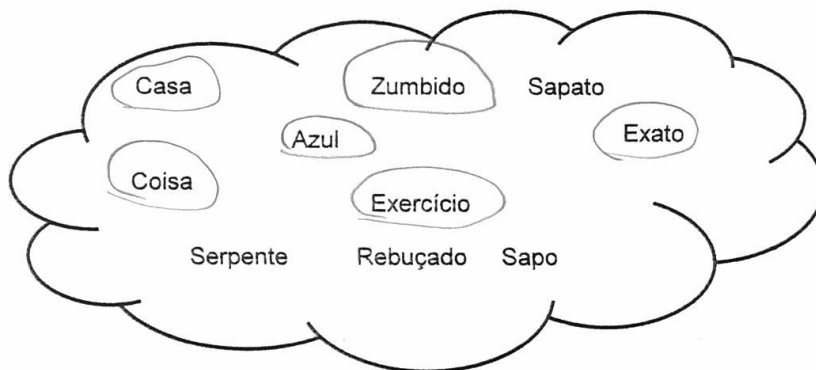 Casa Zumbido Sapato
Azul Exato
Coisa Exercício
Serpente Rebuçado Sapo